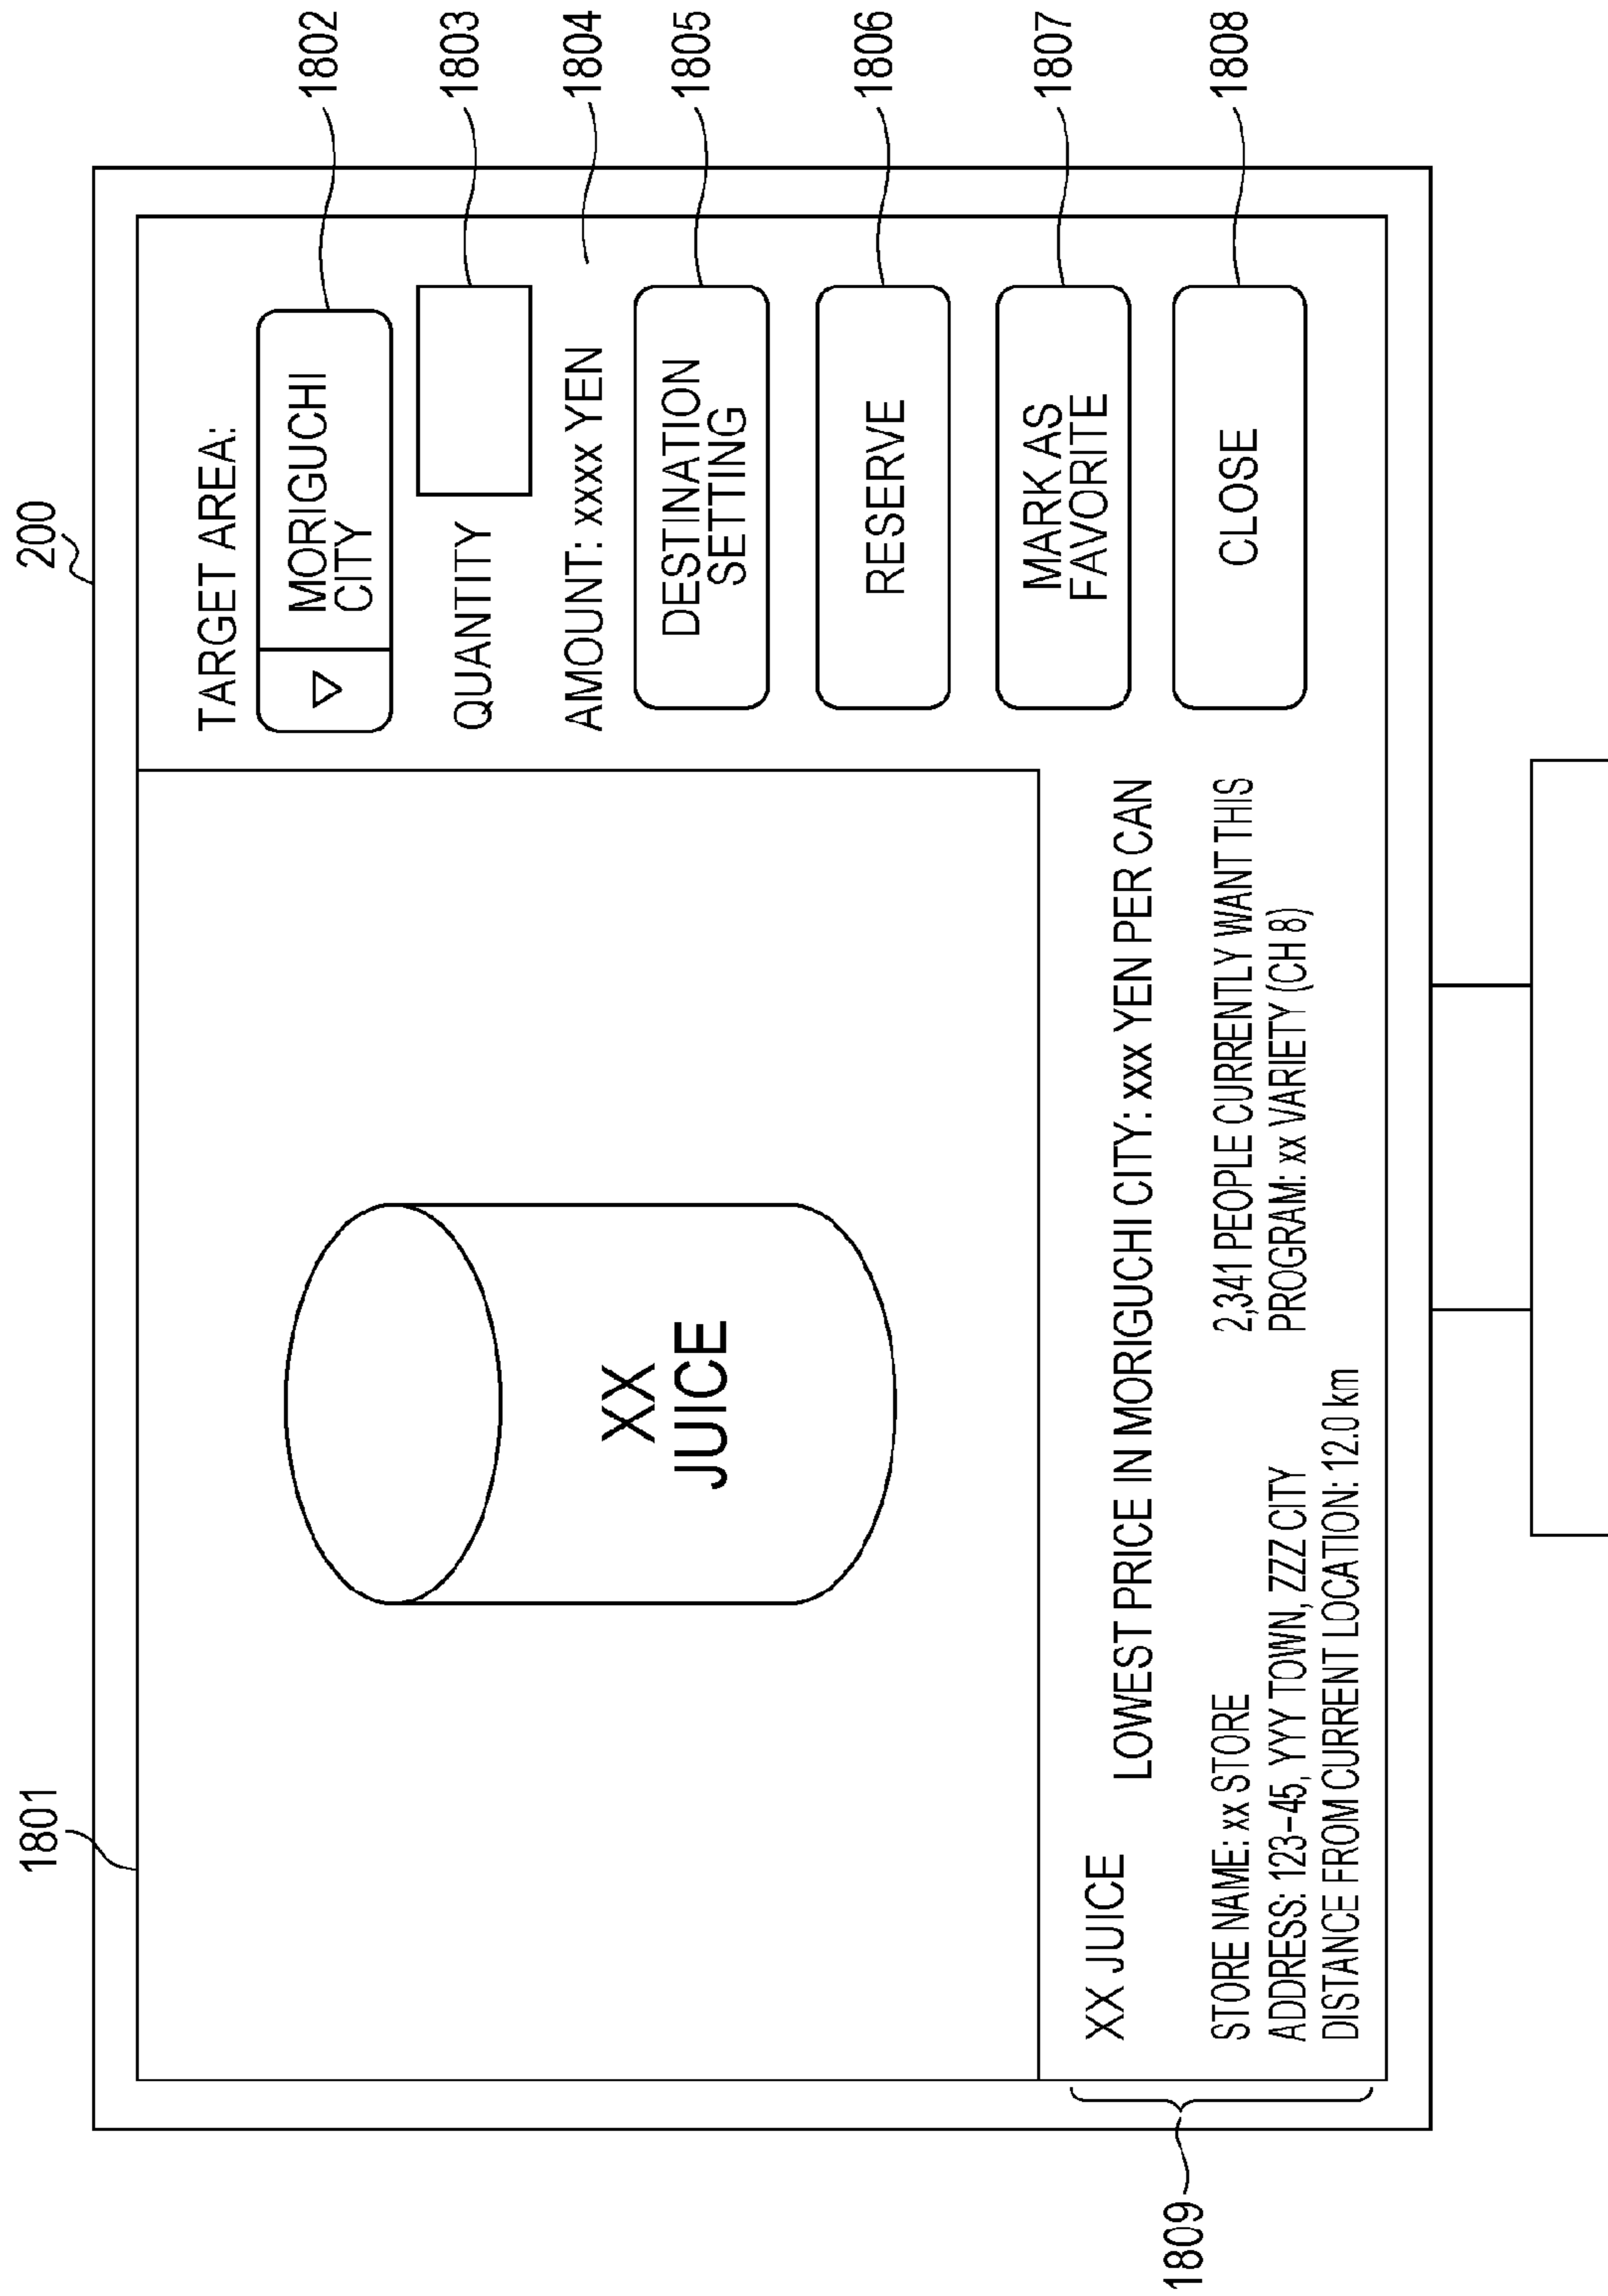 200
1801
TARGET AREA:
MORIGUCHI
CITY
1802
QUANTITY
1803
AMOUNT: xxxx YEN
1804
DESTINATION
SETTING
1805
RESERVE
1806
MARK AS
FAVORITE
1807
CLOSE
1808
XX
JUICE
XX JUICE
LOWEST PRICE IN MORIGUCHI CITY: xxx YEN PER CAN
STORE NAME: xx STORE
ADDRESS: 123-45, YYY TOWN, ZZZ CITY
DISTANCE FROM CURRENT LOCATION: 12.0 km
2,341 PEOPLE CURRENTLY WANT THIS
PROGRAM: xx VARIETY (CH 8)
1809